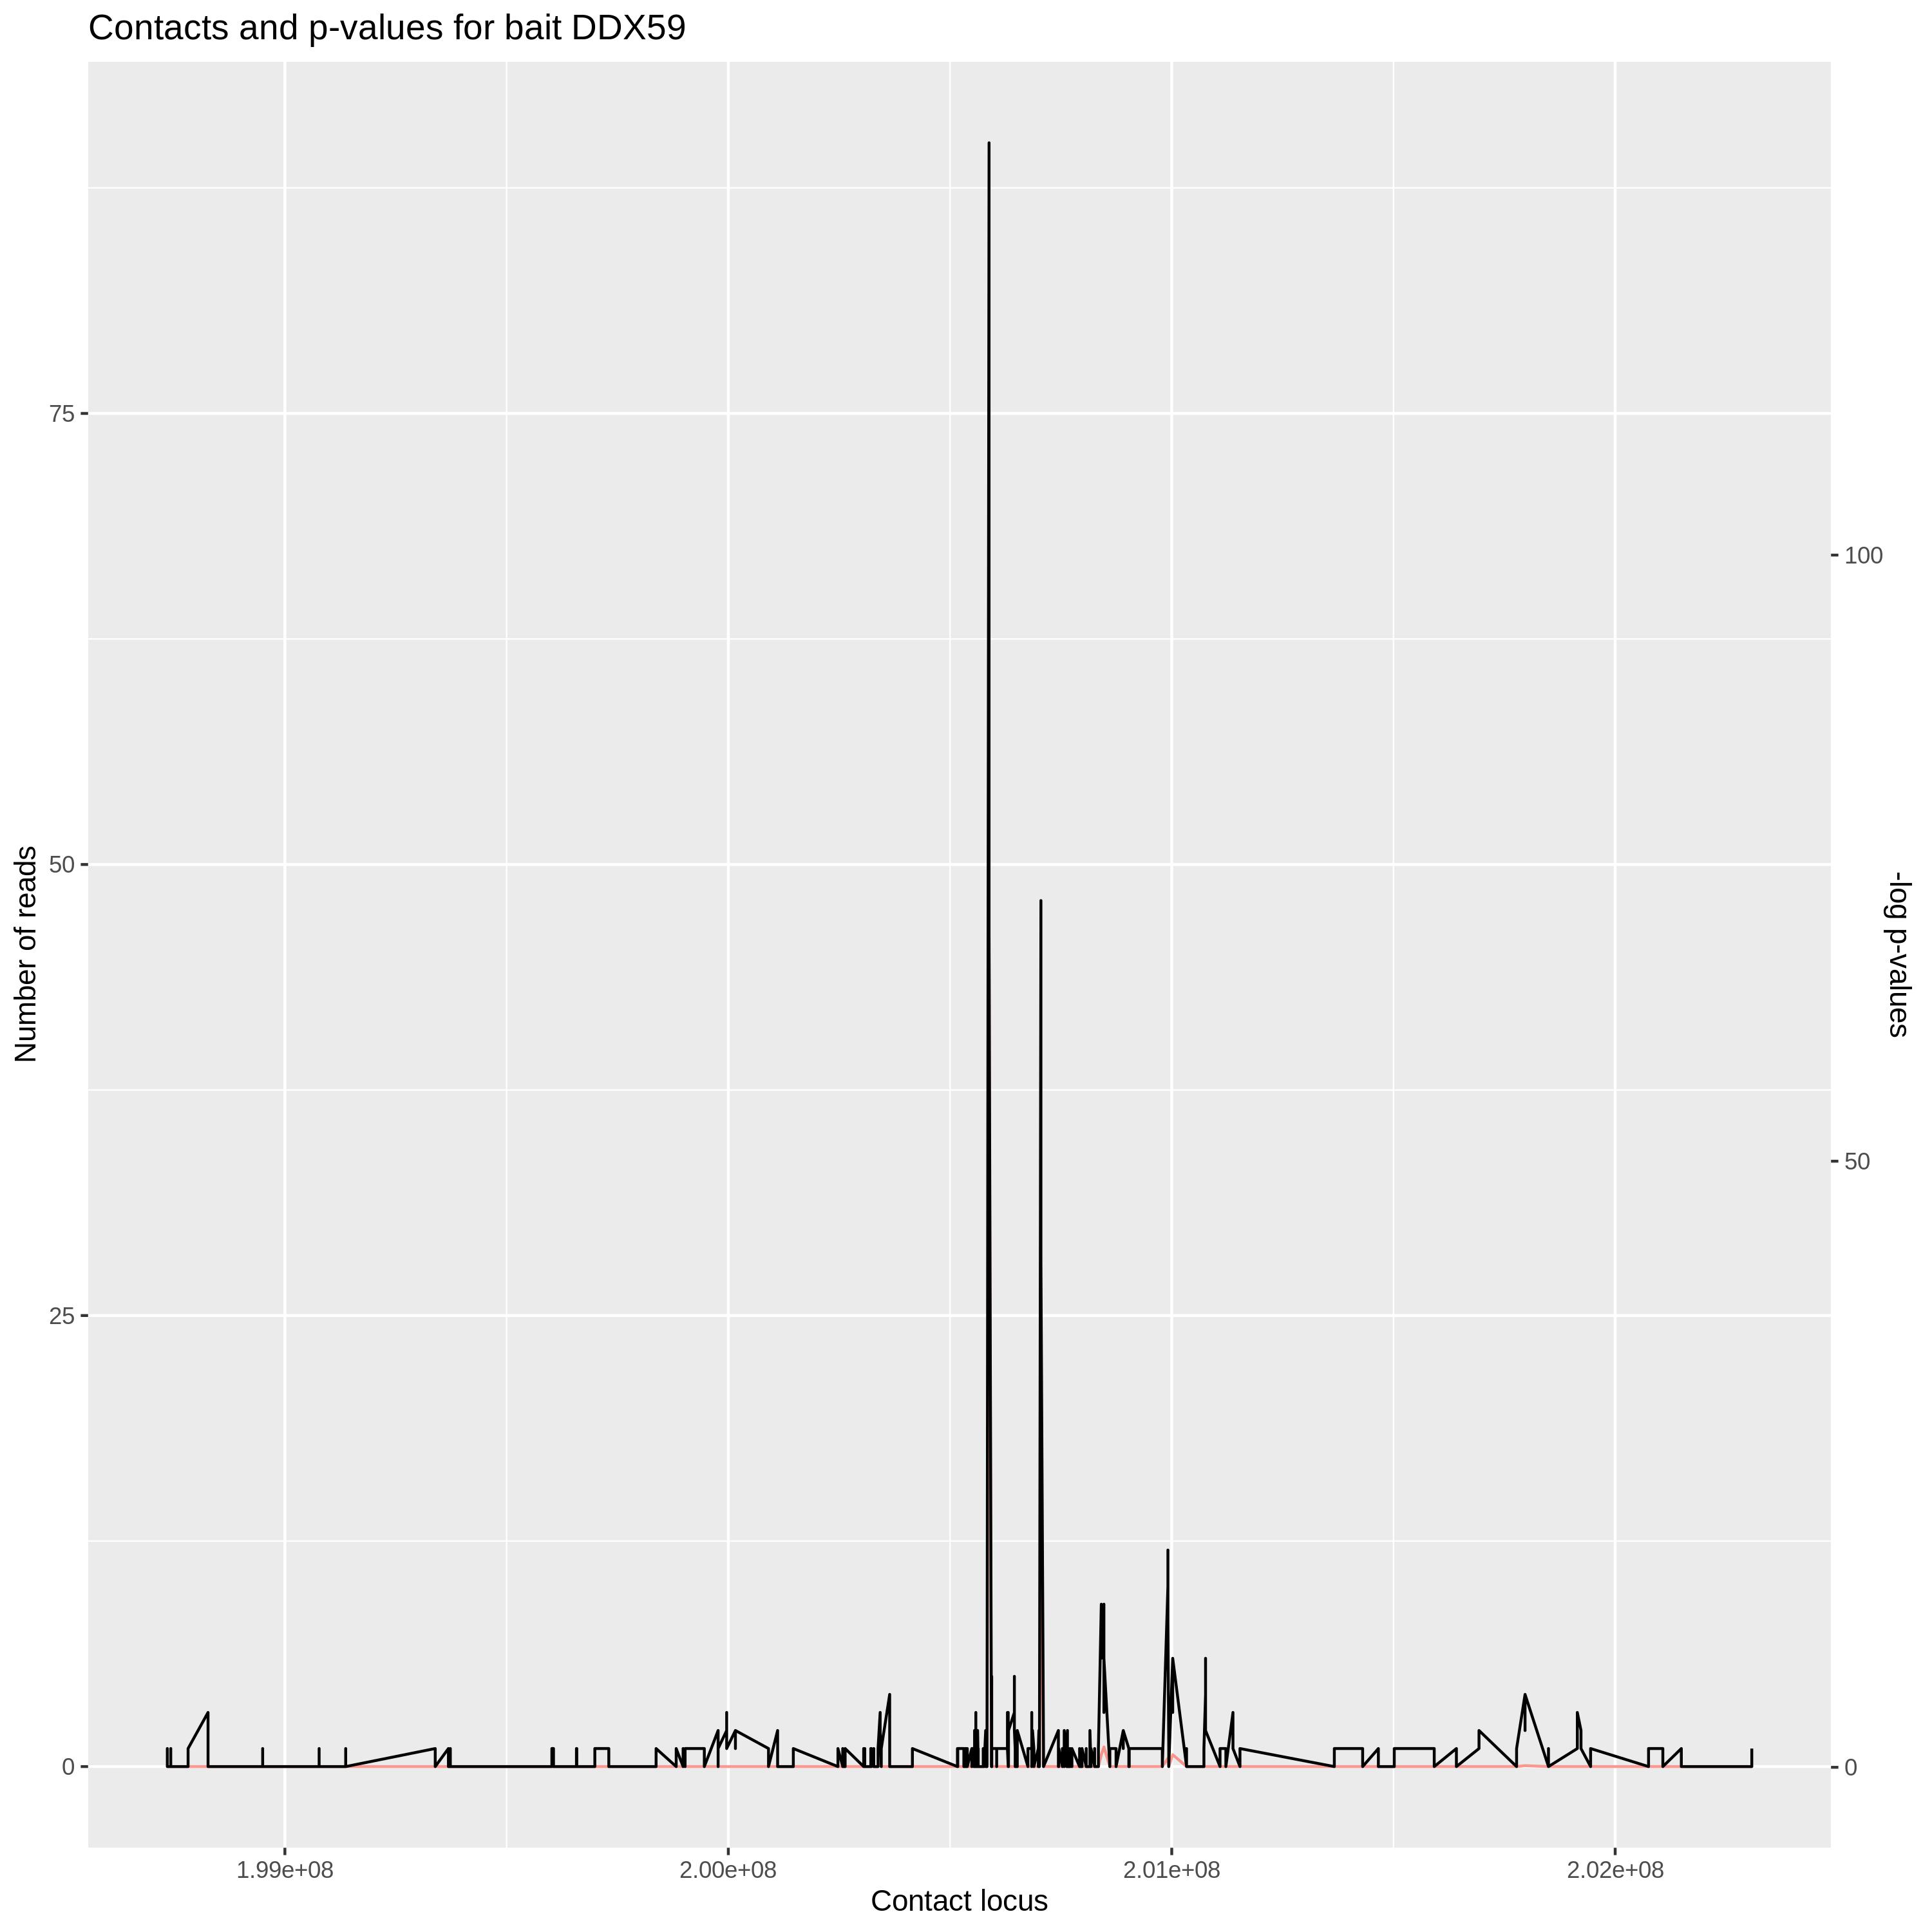 Contacts and p-values for bait DDX59
75
50
25
0
Number of reads
100
50
0
-log p-values
1.99e+08
2.00e+08
2.01e+08
2.02e+08
Contact locus